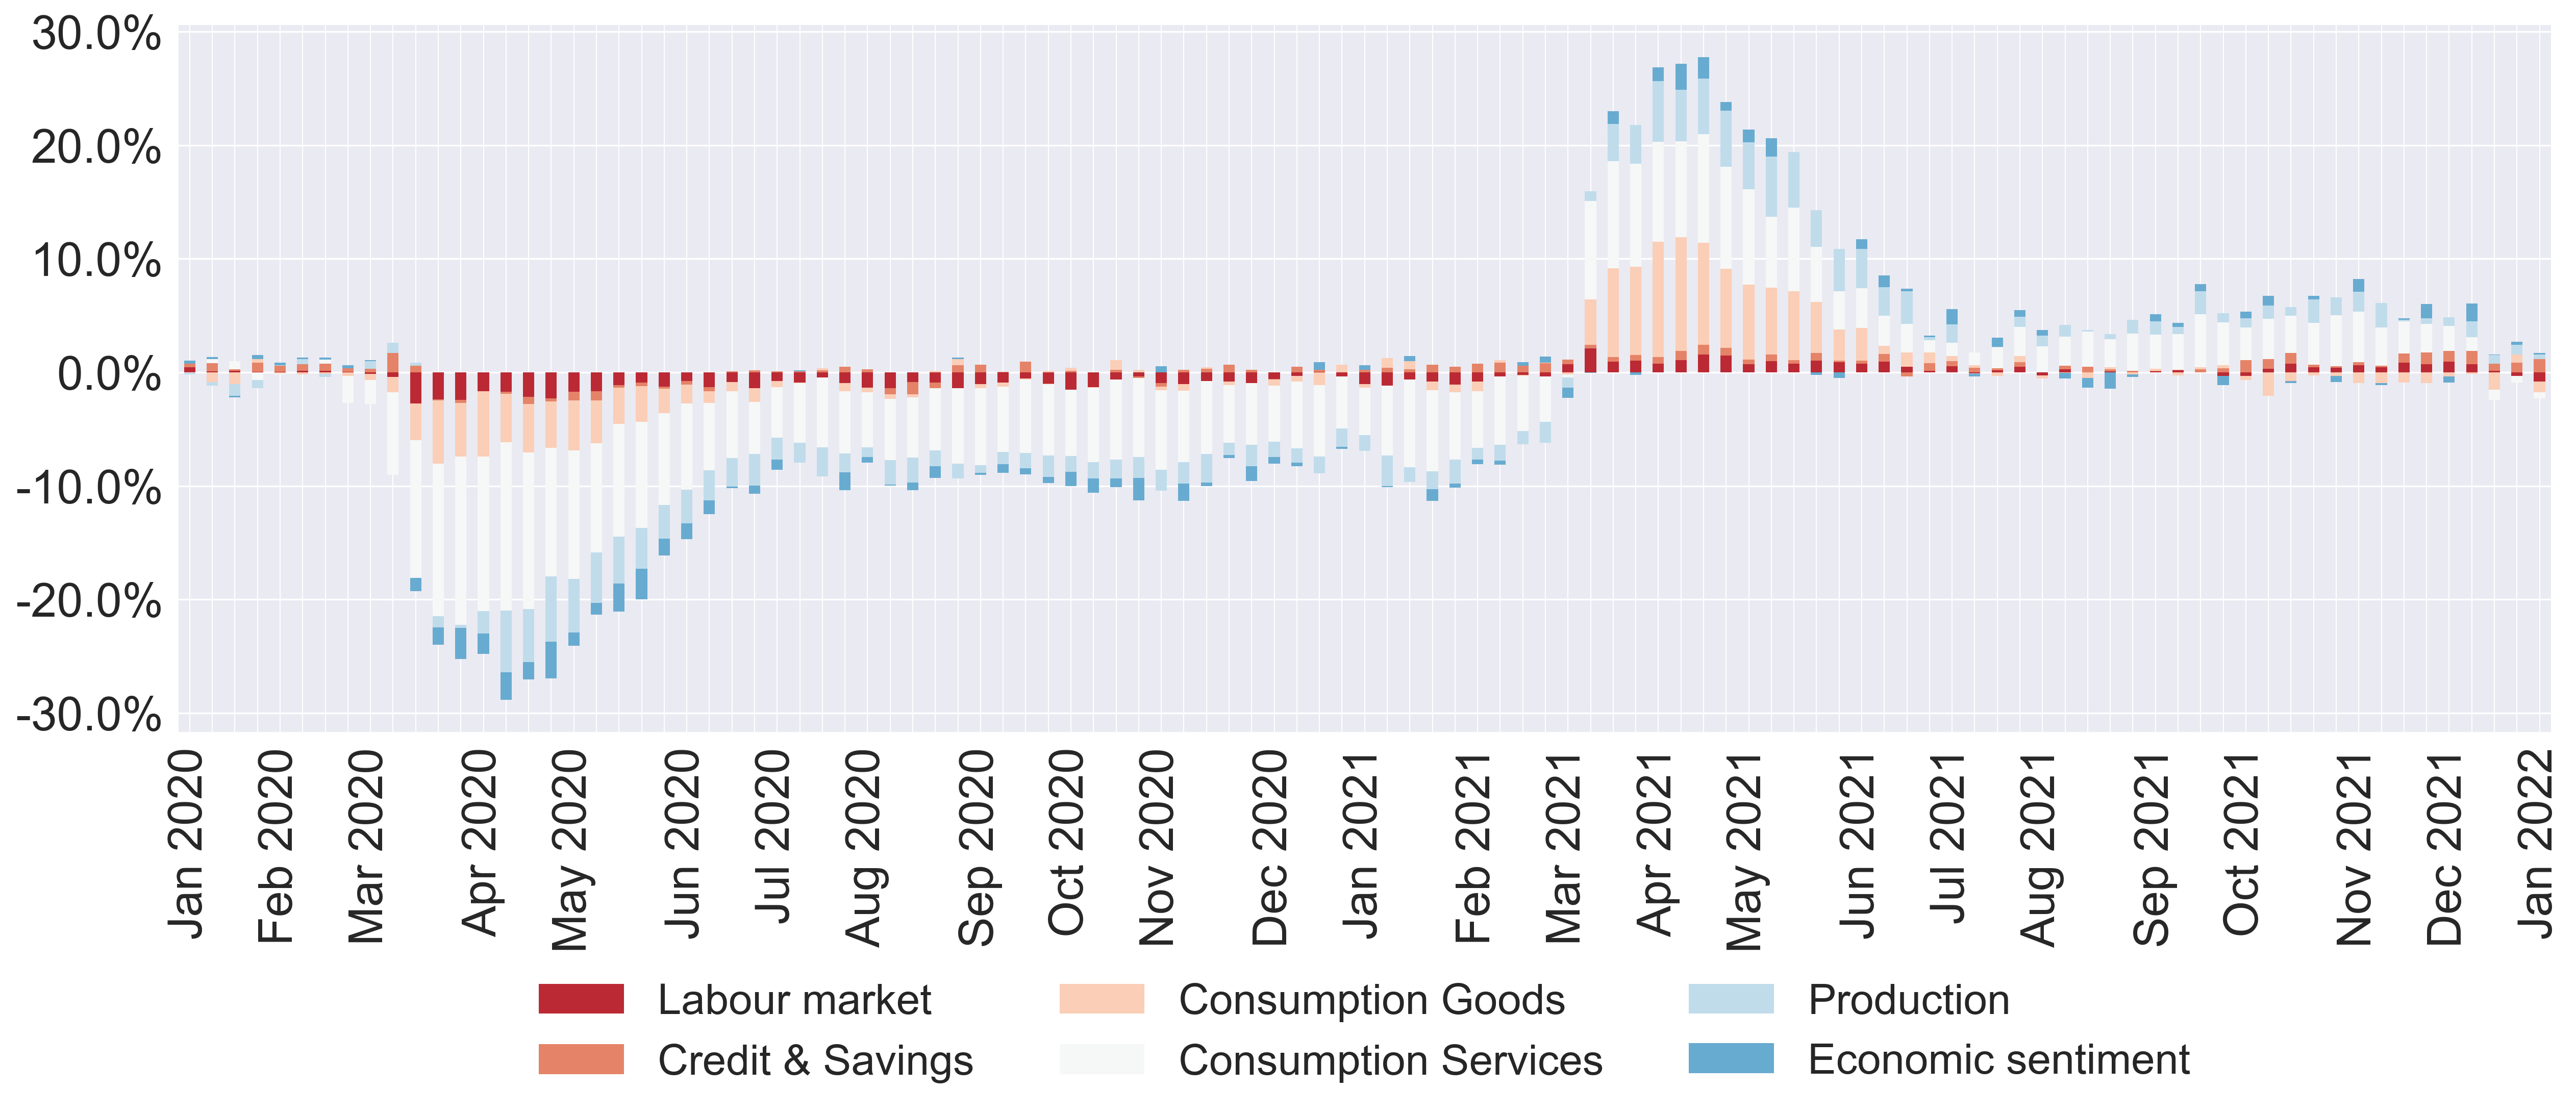 30.0%
20.0%
10.0%
0.0%
-10.0%
-20.0%
-30.0%
Jan 2020
Feb 2020
Mar 2020
Apr 2020
May 2020
Jun 2020
Jul 2020
Aug 2020
Sep 2020
Oct 2020
Nov 2020
Dec 2020
Jan 2021
Feb 2021
Mar 2021
Apr 2021
May 2021
Jun 2021
Jul 2021
Aug 2021
Sep 2021
Oct 2021
Nov 2021
Dec 2021
Jan 2022
Labour market
Consumption Goods
Production
Credit & Savings
Consumption Services
Economic sentiment